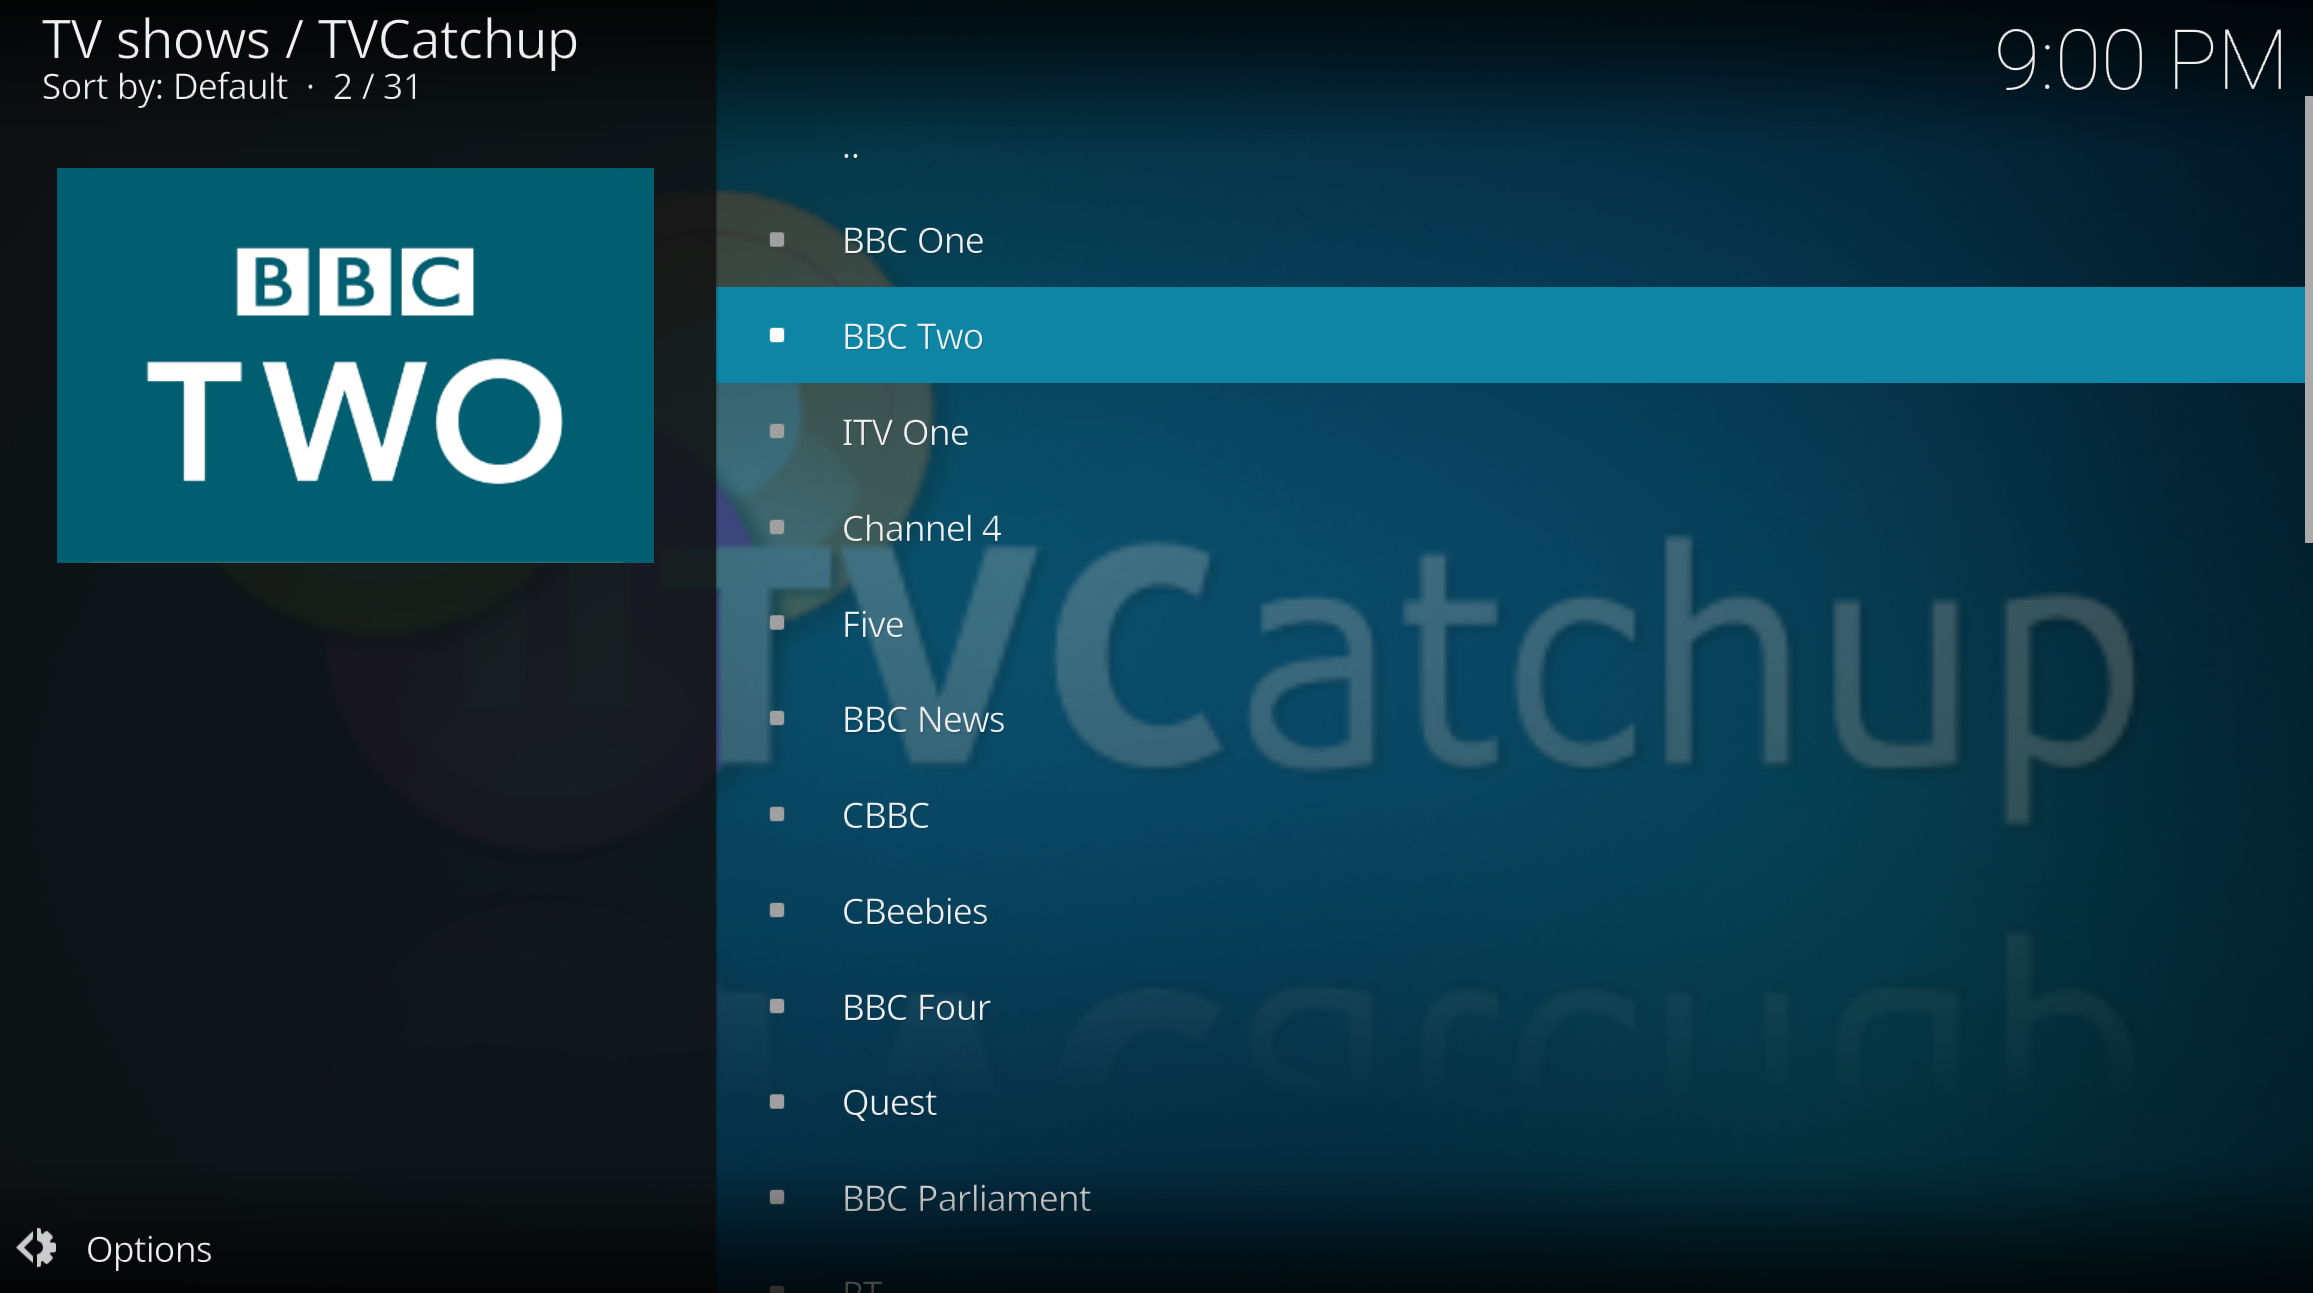 TV shows / TVCatchup
Sort by: Default · 2 / 31
9:00 PM
BBC
TWO
..
BBC One
BBC Two
ITV One
Channel 4
Five
BBC News
CBBC
CBeebies
BBC Four
Quest
BBC Parliament
TVCatchup
Options